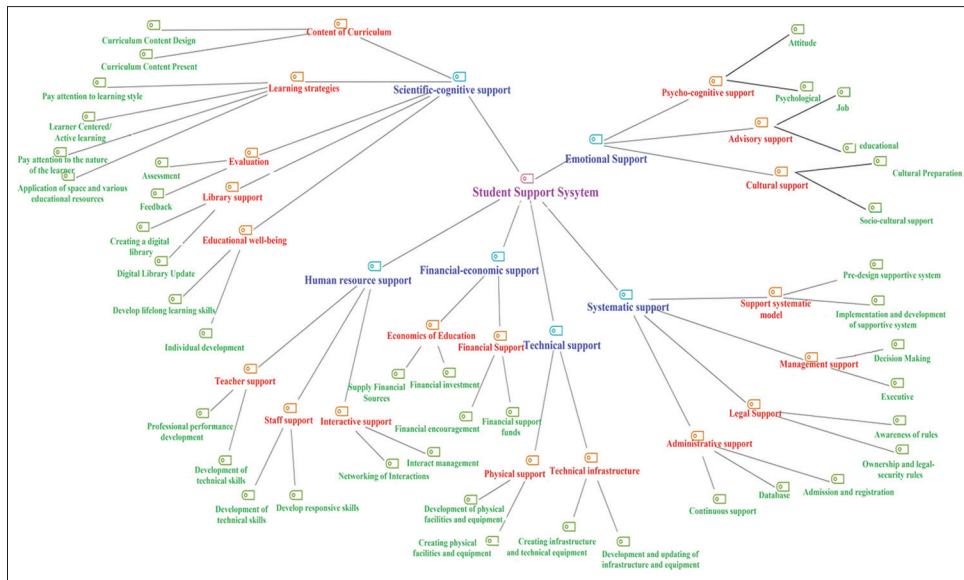 Content of Curriculum
Curriculum Content Design
Curriculum Content Present
Learning strategies
Scientific-cognitive support
Pay attention to learning style
Learner Centered/
Active learning
Pay attention to the nature
of the learner
Application of space and various
educational resources
Evaluation
Assessment
Feedback
Library support
Creating a digital
library
Digital Library Update
Educational well-being
Develop lifelong learning skills
Individual development
Attitude
Psycho-cognitive support
Psychological
Job
Advisory support
educational
Emotional Support
Cultural support
Cultural Preparation
Socio-cultural support
Student Support Sysytem
Human resource support
Teacher support
Professional performance
development
Development of
technical skills
Staff support
Development of
technical skills
Develop responsive skills
Interactive support
Interact management
Networking of Interactions
Financial-economic support
Economics of Education
Supply Financial
Sources
Financial investment
Financial Support
Financial encouragement
Financial support
funds
Technical support
Physical support
Development of physical
facilities and equipment
Creating physical
facilities and equipment
Technical infrastructure
Creating infrastructure
and technical equipment
Development and updating of
infrastructure and equipment
Systematic support
Support systematic
model
Pre-design supportive system
Implementation and development
of supportive system
Management support
Decision Making
Executive
Legal Support
Awareness of rules
Ownership and legal-
security rules
Administrative support
Admission and registration
Database
Continuous support